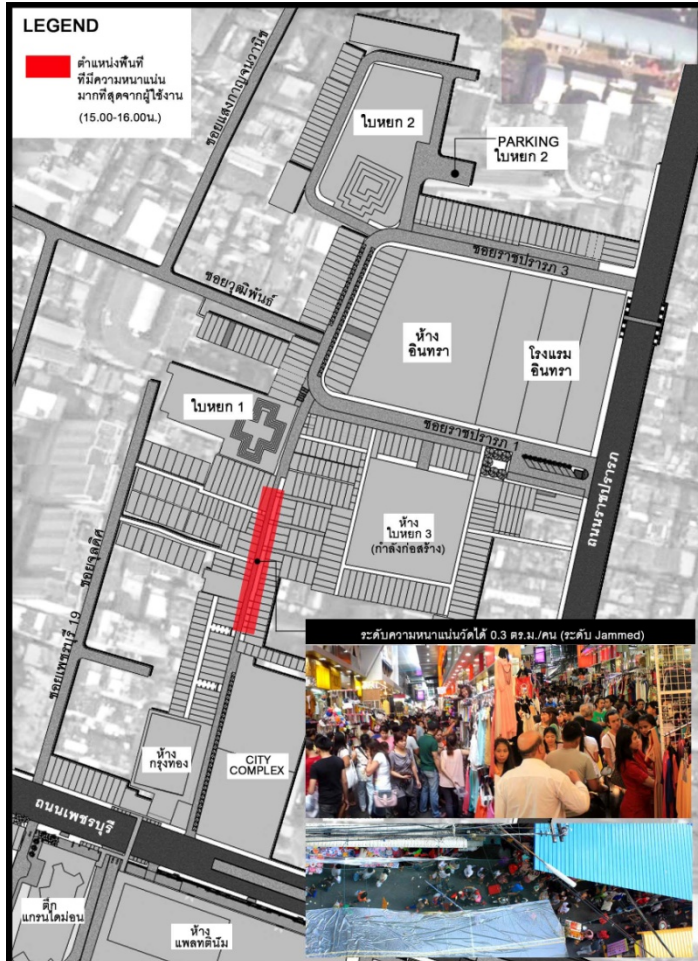 LEGEND
ตำแหน่งพื้นที่
ที่มีความหนาแน่น
มากที่สุดจากผู้ใช้งาน
(15.00-16.00น.)
ซอยแสงกาญจนวานิช
ใบหยก 2
PARKING
ใบหยก 2
ซอยราชปรารภ 3
ซอยวุฒิพันธ์
ห้าง
อินทรา
โรงแรม
อินทรา
ใบหยก 1
ซอยราชปรารภ 1
ถนนราชปรารภ
ห้าง
ใบหยก 3
(กำลังก่อสร้าง)
ซอยเพชรบุรี 19 ซอยจุลดิศ
ระดับความหนาแน่นวัดได้ 0.3 ตร.ม./คน (ระดับ Jammed)
ห้าง
กรุงทอง
CITY
COMPLEX
ถนนเพชรบุรี
ตึก
แกรนไดม่อน
ห้าง
แพลทตินัม